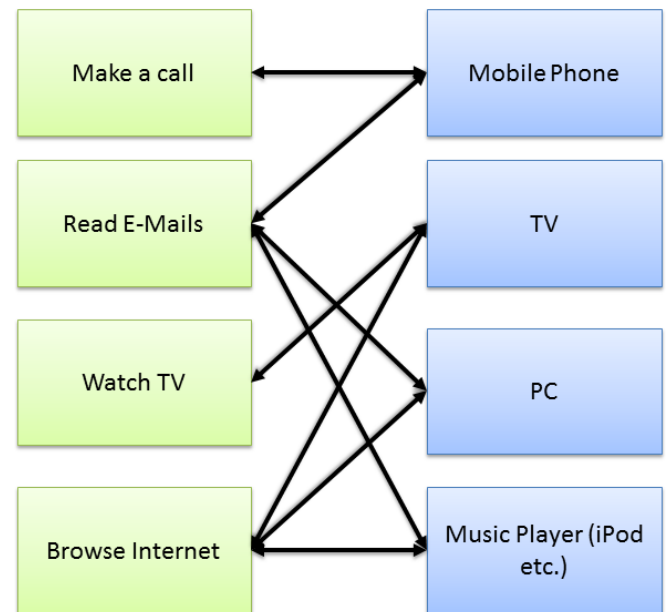 Make a call
Mobile Phone
Read E-Mails
TV
Watch TV
PC
Browse Internet
Music Player (iPod
etc.)